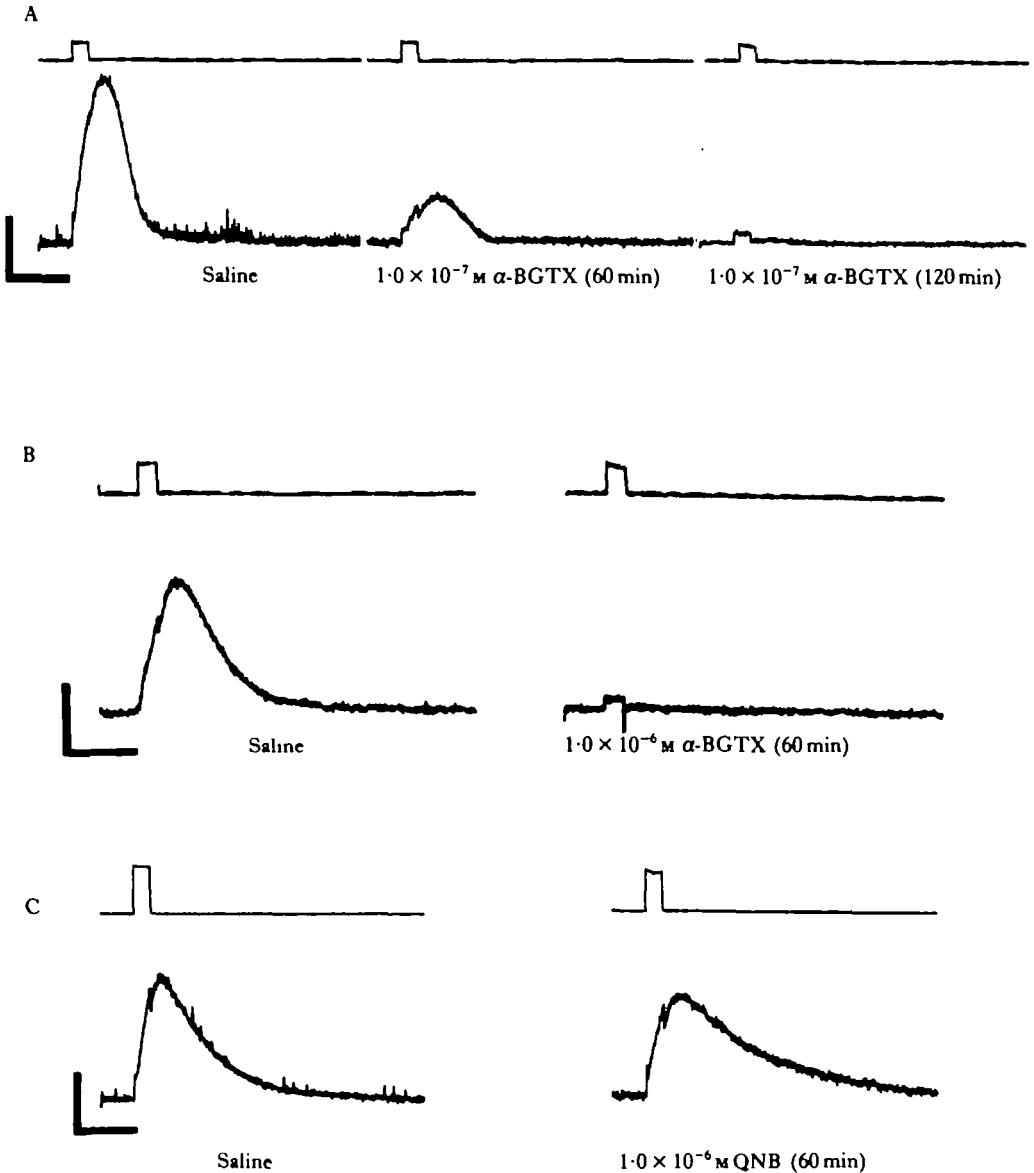 A
Saline
1·0 × 10⁻⁷ M α-BGTX (60 min)
1·0 × 10⁻⁷ M α-BGTX (120 min)
B
Saline
1·0 × 10⁻⁶ M α-BGTX (60 min)
C
Saline
1·0 × 10⁻⁶ M QNB (60 min)